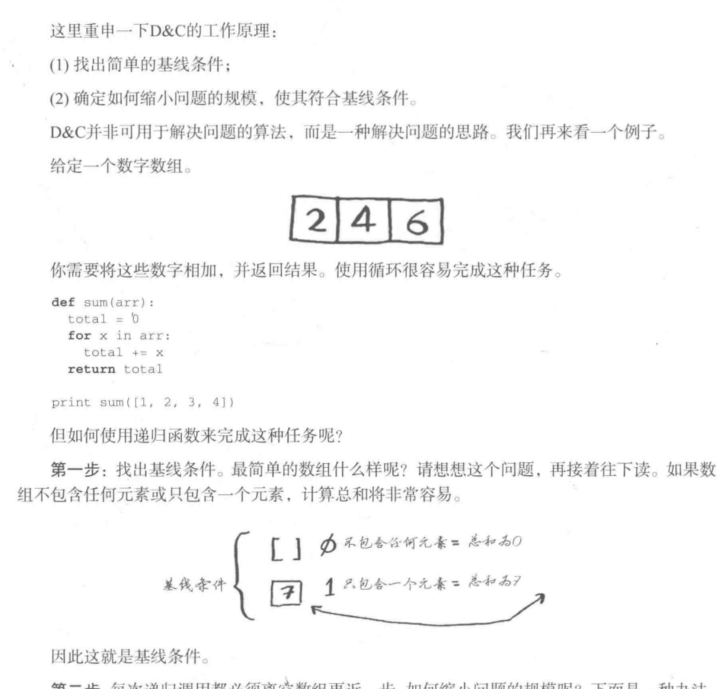 这里重申一下D&C的工作原理：
(1) 找出简单的基线条件；
(2) 确定如何缩小问题的规模，使其符合基线条件。
D&C并非可用于解决问题的算法，而是一种解决问题的思路。我们再来看一个例子。
给定一个数字数组。
2 4 6
你需要将这些数字相加，并返回结果。使用循环很容易完成这种任务。
def sum(arr):
total = 0
for x in arr:
total += x
return total
print sum([1, 2, 3, 4])
但如何使用递归函数来完成这种任务呢？
第一步：找出基线条件。最简单的数组什么样呢？请想想这个问题，再接着往下读。如果数
组不包含任何元素或只包含一个元素，计算总和将非常容易。
[ ] 0 不包含任何元素 = 总和为0
基线条件
7 1 只包含一个元素 = 总和为7
因此这就是基线条件。
第二步 每次递归调用都必须离空数组更近一步 如何缩小问题的规模呢？下面是一种办法